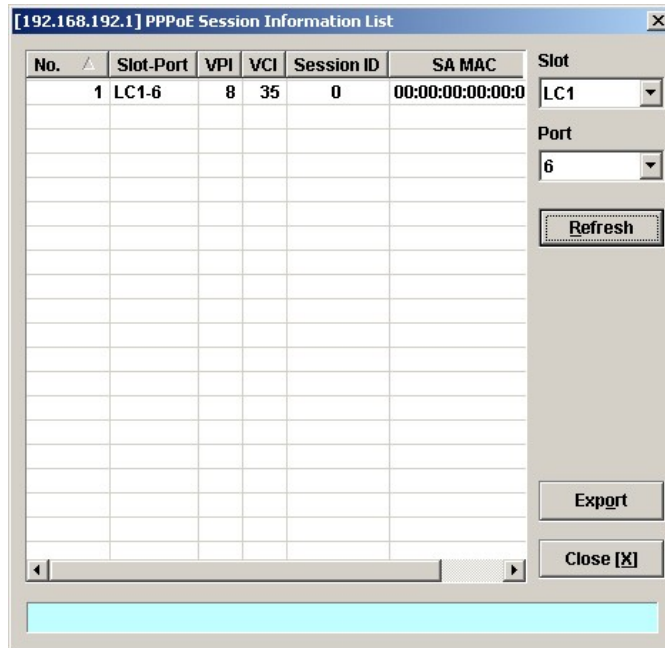 [192.168.192.1] PPPoE Session Information List
No. Slot-Port VPI VCI Session ID SA MAC
1 LC1-6 8 35 0 00:00:00:00:00:0
Slot
LC1
Port
6
Refresh
Export
Close [X]